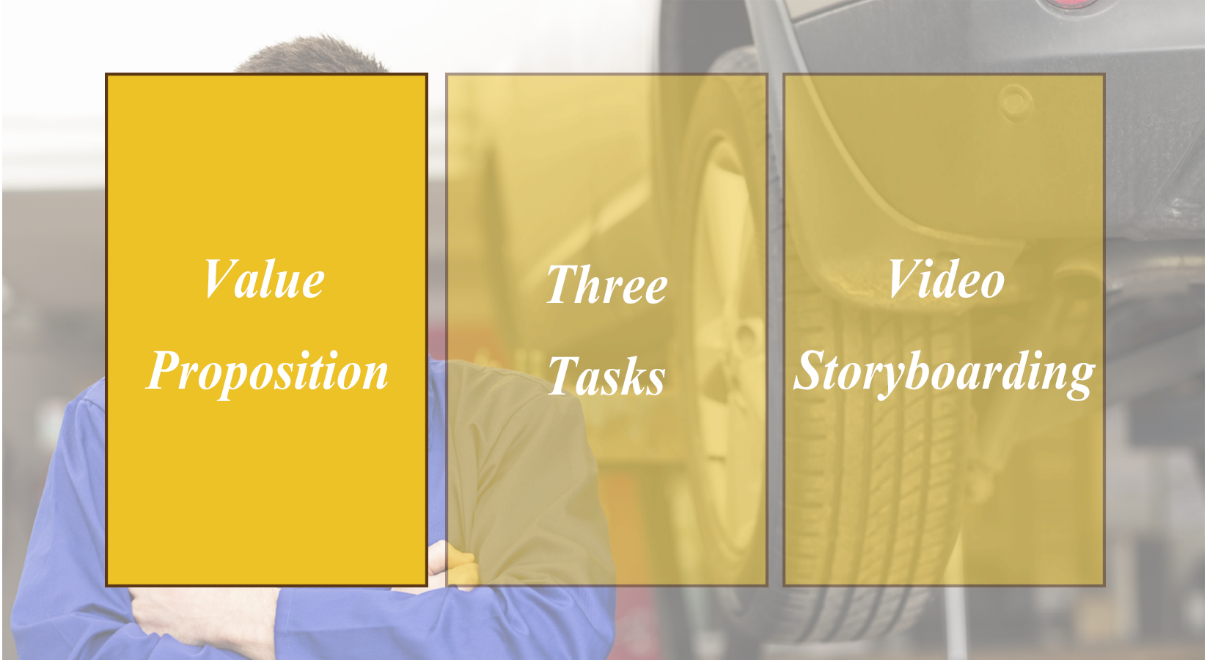 Value
Proposition
Three
Tasks
Video
Storyboarding